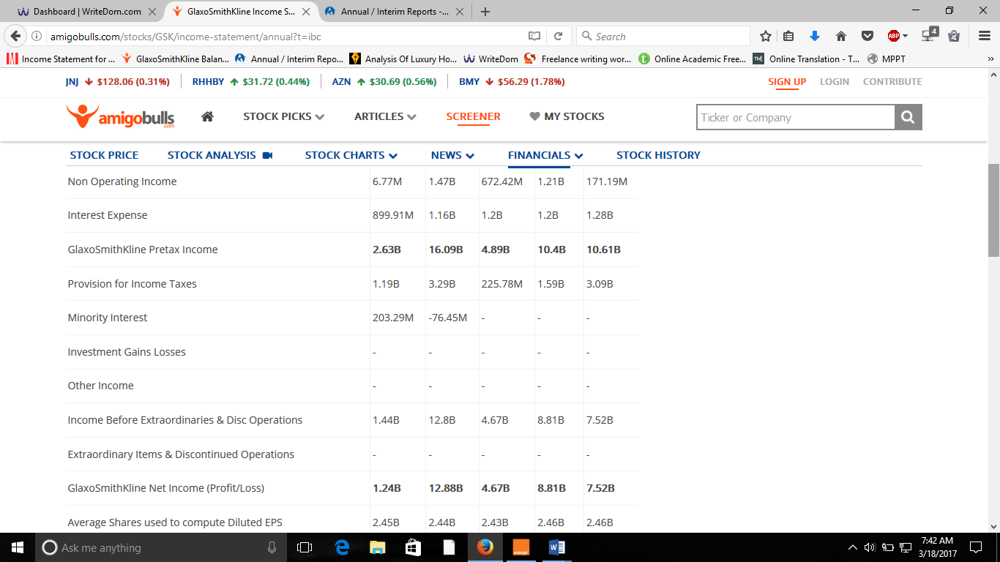 Dashboard | WriteDom.com
GlaxoSmithKline Income S...
Annual / Interim Reports -...
amigobulls.com/stocks/GSK/income-statement/annual?t=ibc
Search
ABP
4
Income Statement for ...
GlaxoSmithKline Balan...
Annual / Interim Repo...
Analysis Of Luxury Ho...
WriteDom
Freelance writing wor...
Online Academic Free...
Online Translation - T...
MPPT
JNJ $128.06 (0.31%) RHHBY $31.72 (0.44%) AZN $30.69 (0.56%) BMY $56.29 (1.78%)
SIGN UP LOGIN CONTRIBUTE
amigobulls.com
STOCK PICKS ARTICLES SCREENER MY STOCKS
Ticker or Company
STOCK PRICE STOCK ANALYSIS STOCK CHARTS NEWS FINANCIALS STOCK HISTORY
Non Operating Income 6.77M 1.47B 672.42M 1.21B 171.19M
Interest Expense 899.91M 1.16B 1.2B 1.2B 1.28B
GlaxoSmithKline Pretax Income 2.63B 16.09B 4.89B 10.4B 10.61B
Provision for Income Taxes 1.19B 3.29B 225.78M 1.59B 3.09B
Minority Interest 203.29M -76.45M - - -
Investment Gains Losses - - - - -
Other Income - - - - -
Income Before Extraordinaries & Disc Operations 1.44B 12.8B 4.67B 8.81B 7.52B
Extraordinary Items & Discontinued Operations - - - - -
GlaxoSmithKline Net Income (Profit/Loss) 1.24B 12.88B 4.67B 8.81B 7.52B
Average Shares used to compute Diluted EPS 2.45B 2.44B 2.43B 2.46B 2.46B
Ask me anything
orange
7:42 AM
3/18/2017